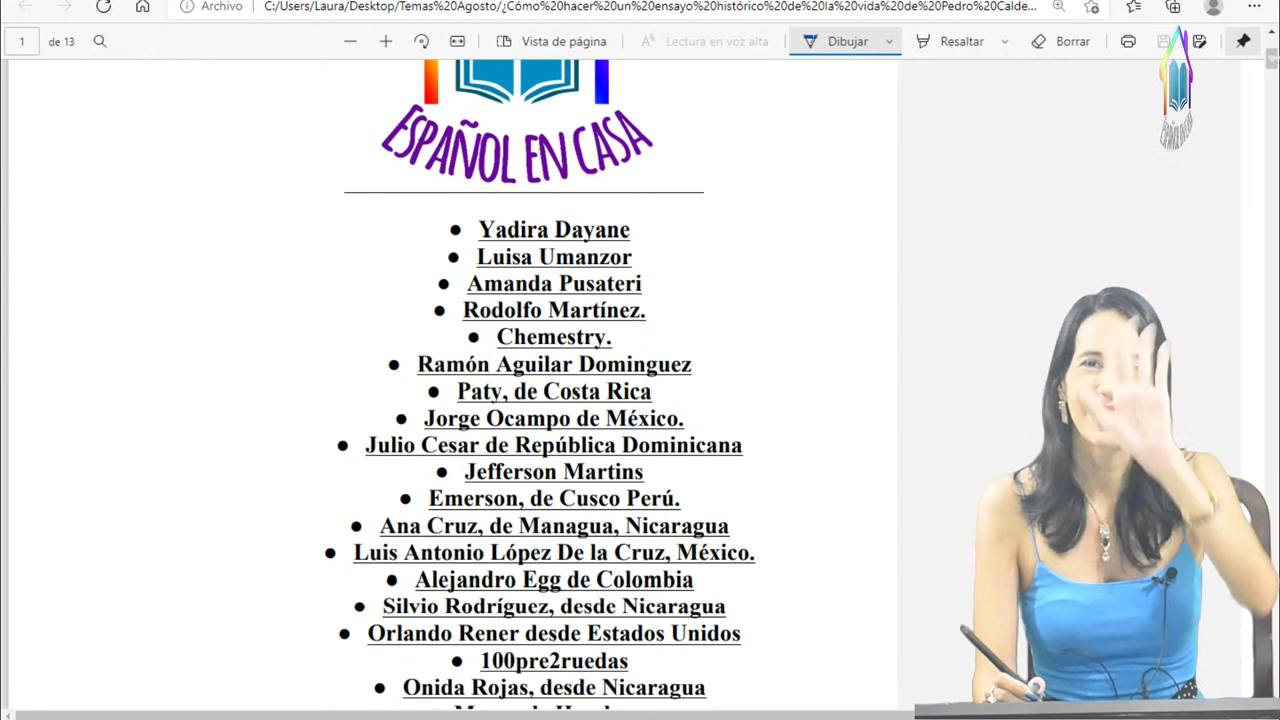 Archivo
C:/Users/Laura/Desktop/Temas%20Agosto/¿Cómo%20hacer%20un%20ensayo%20histórico%20de%20la%20vida%20de%20Pedro%20Calde...
1 de 13
Vista de página
Lectura en voz alta
Dibujar
Resaltar
Borrar
ESPAÑOL EN CASA
ESPAÑOL EN CASA
● Yadira Dayane
● Luisa Umanzor
● Amanda Pusateri
● Rodolfo Martínez.
● Chemestry.
● Ramón Aguilar Dominguez
● Paty, de Costa Rica
● Jorge Ocampo de México.
● Julio Cesar de República Dominicana
● Jefferson Martins
● Emerson, de Cusco Perú.
● Ana Cruz, de Managua, Nicaragua
● Luis Antonio López De la Cruz, México.
● Alejandro Egg de Colombia
● Silvio Rodríguez, desde Nicaragua
● Orlando Rener desde Estados Unidos
● 100pre2ruedas
● Onida Rojas, desde Nicaragua